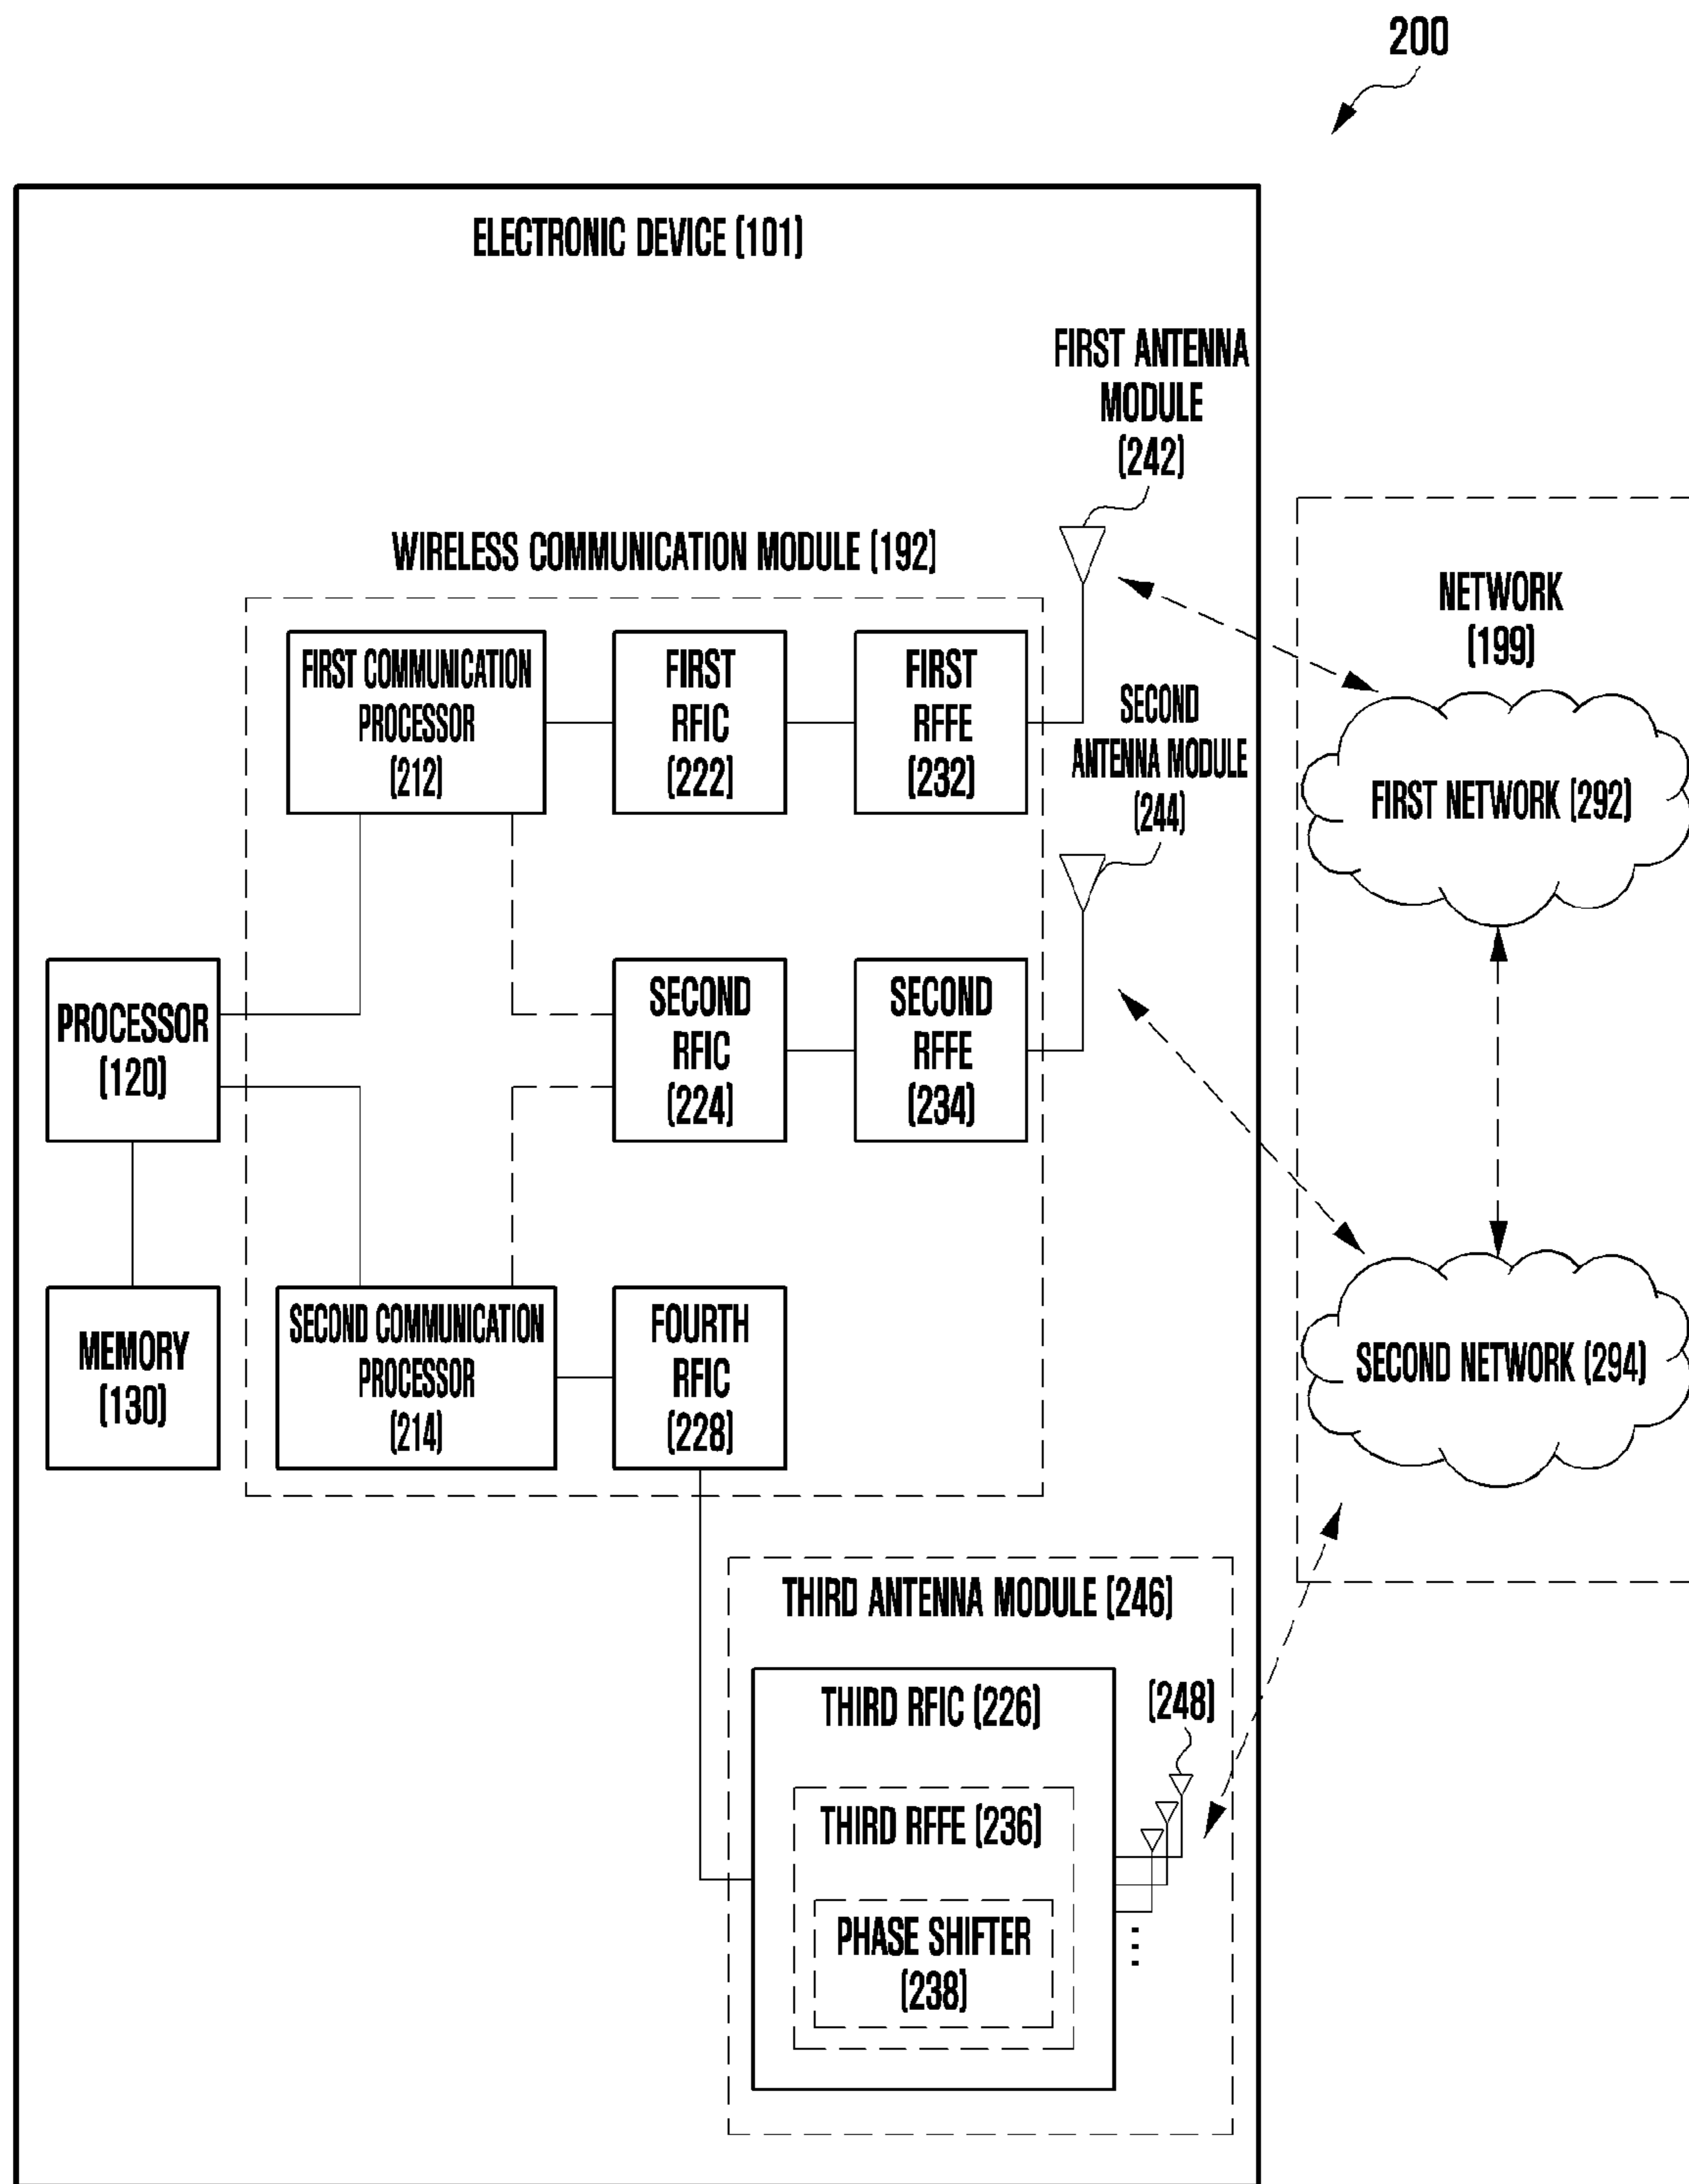 200
ELECTRONIC DEVICE (101)
FIRST ANTENNA
MODULE
(242)
WIRELESS COMMUNICATION MODULE (192)
NETWORK
(199)
FIRST COMMUNICATION
PROCESSOR
(212)
FIRST
RFIC
(222)
FIRST
RFFE
(232)
SECOND
ANTENNA MODULE
(244)
FIRST NETWORK (292)
PROCESSOR
(120)
SECOND
RFIC
(224)
SECOND
RFFE
(234)
MEMORY
(130)
SECOND COMMUNICATION
PROCESSOR
(214)
FOURTH
RFIC
(228)
SECOND NETWORK (294)
THIRD ANTENNA MODULE (246)
THIRD RFIC (226)
(248)
THIRD RFFE (236)
PHASE SHIFTER
(238)